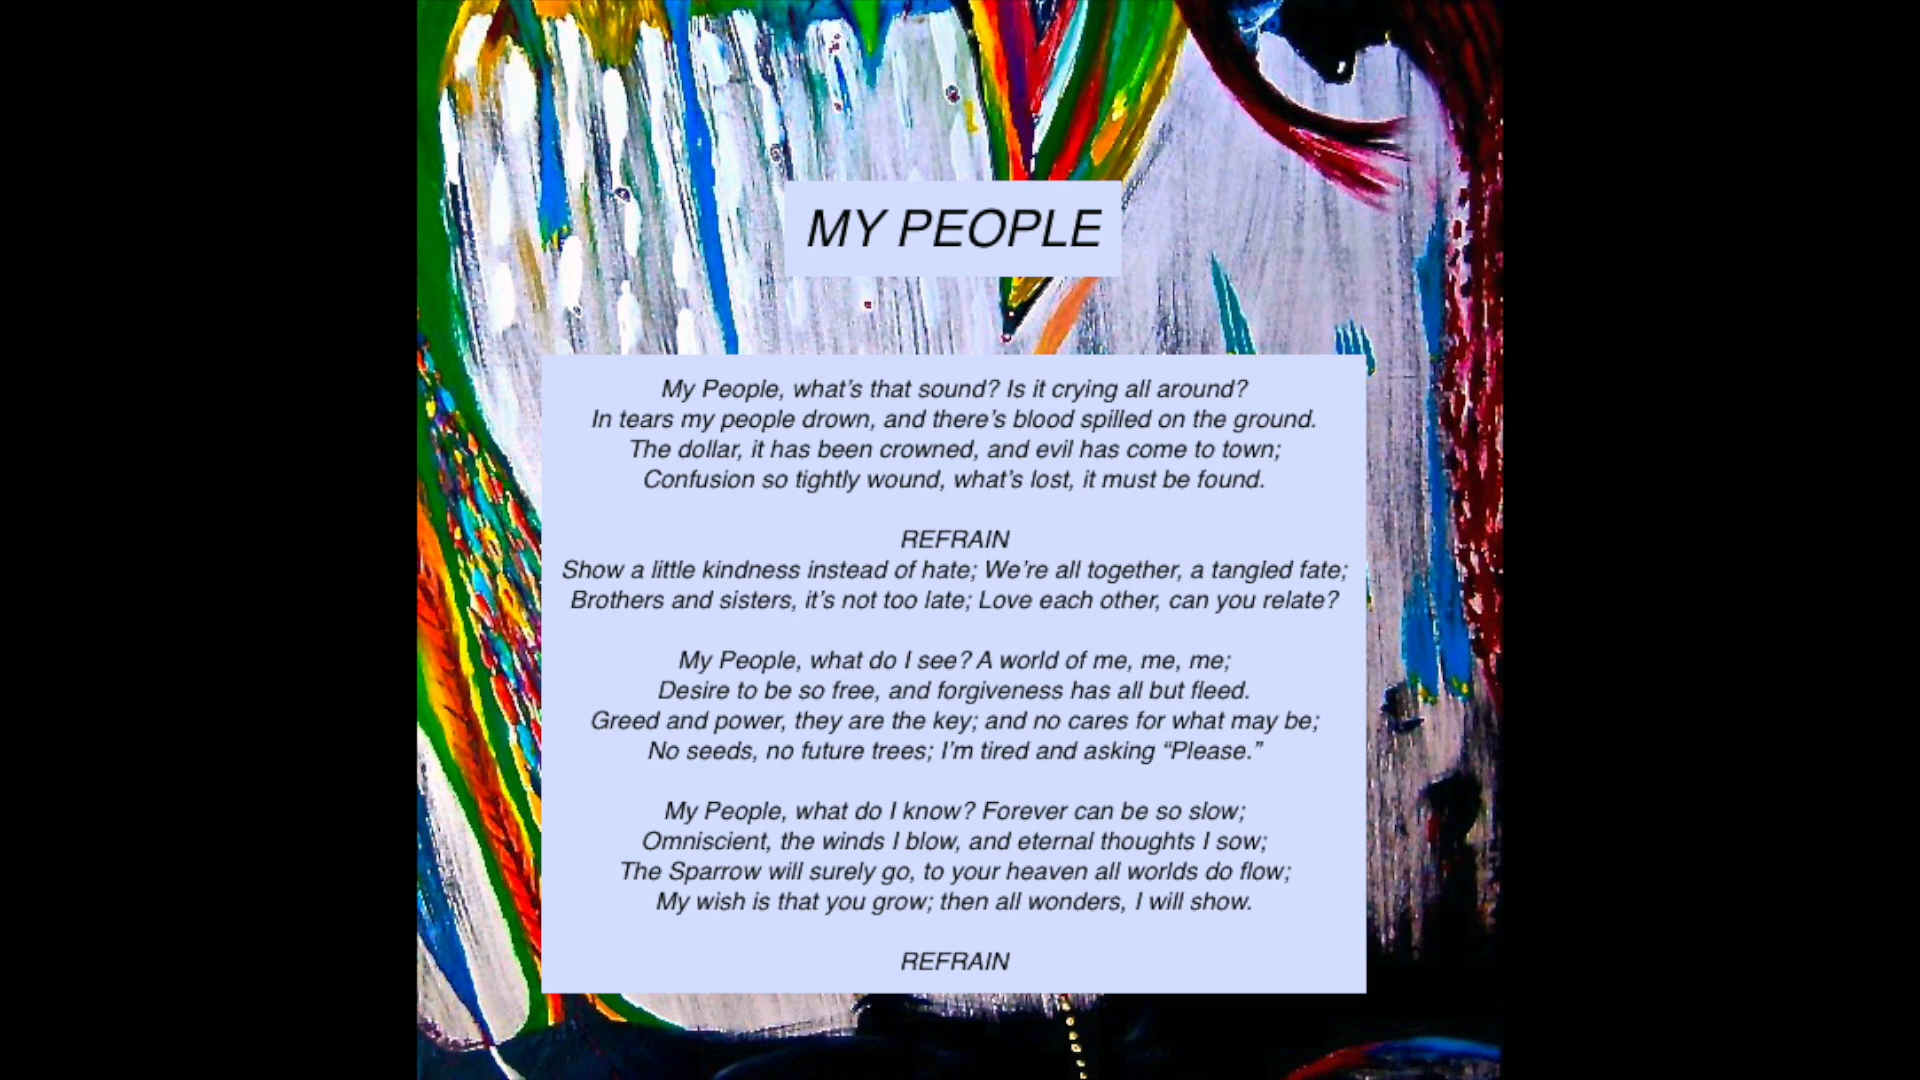 MY PEOPLE
My People, what's that sound? Is it crying all around?
In tears my people drown, and there's blood spilled on the ground.
The dollar, it has been crowned, and evil has come to town;
Confusion so tightly wound, what's lost, it must be found.
REFRAIN
Show a little kindness instead of hate; We're all together, a tangled fate;
Brothers and sisters, it's not too late; Love each other, can you relate?
My People, what do I see? A world of me, me, me;
Desire to be so free, and forgiveness has all but fleed.
Greed and power, they are the key; and no cares for what may be;
No seeds, no future trees; I'm tired and asking “Please.”
My People, what do I know? Forever can be so slow;
Omniscient, the winds I blow, and eternal thoughts I sow;
The Sparrow will surely go, to your heaven all worlds do flow;
My wish is that you grow; then all wonders, I will show.
REFRAIN